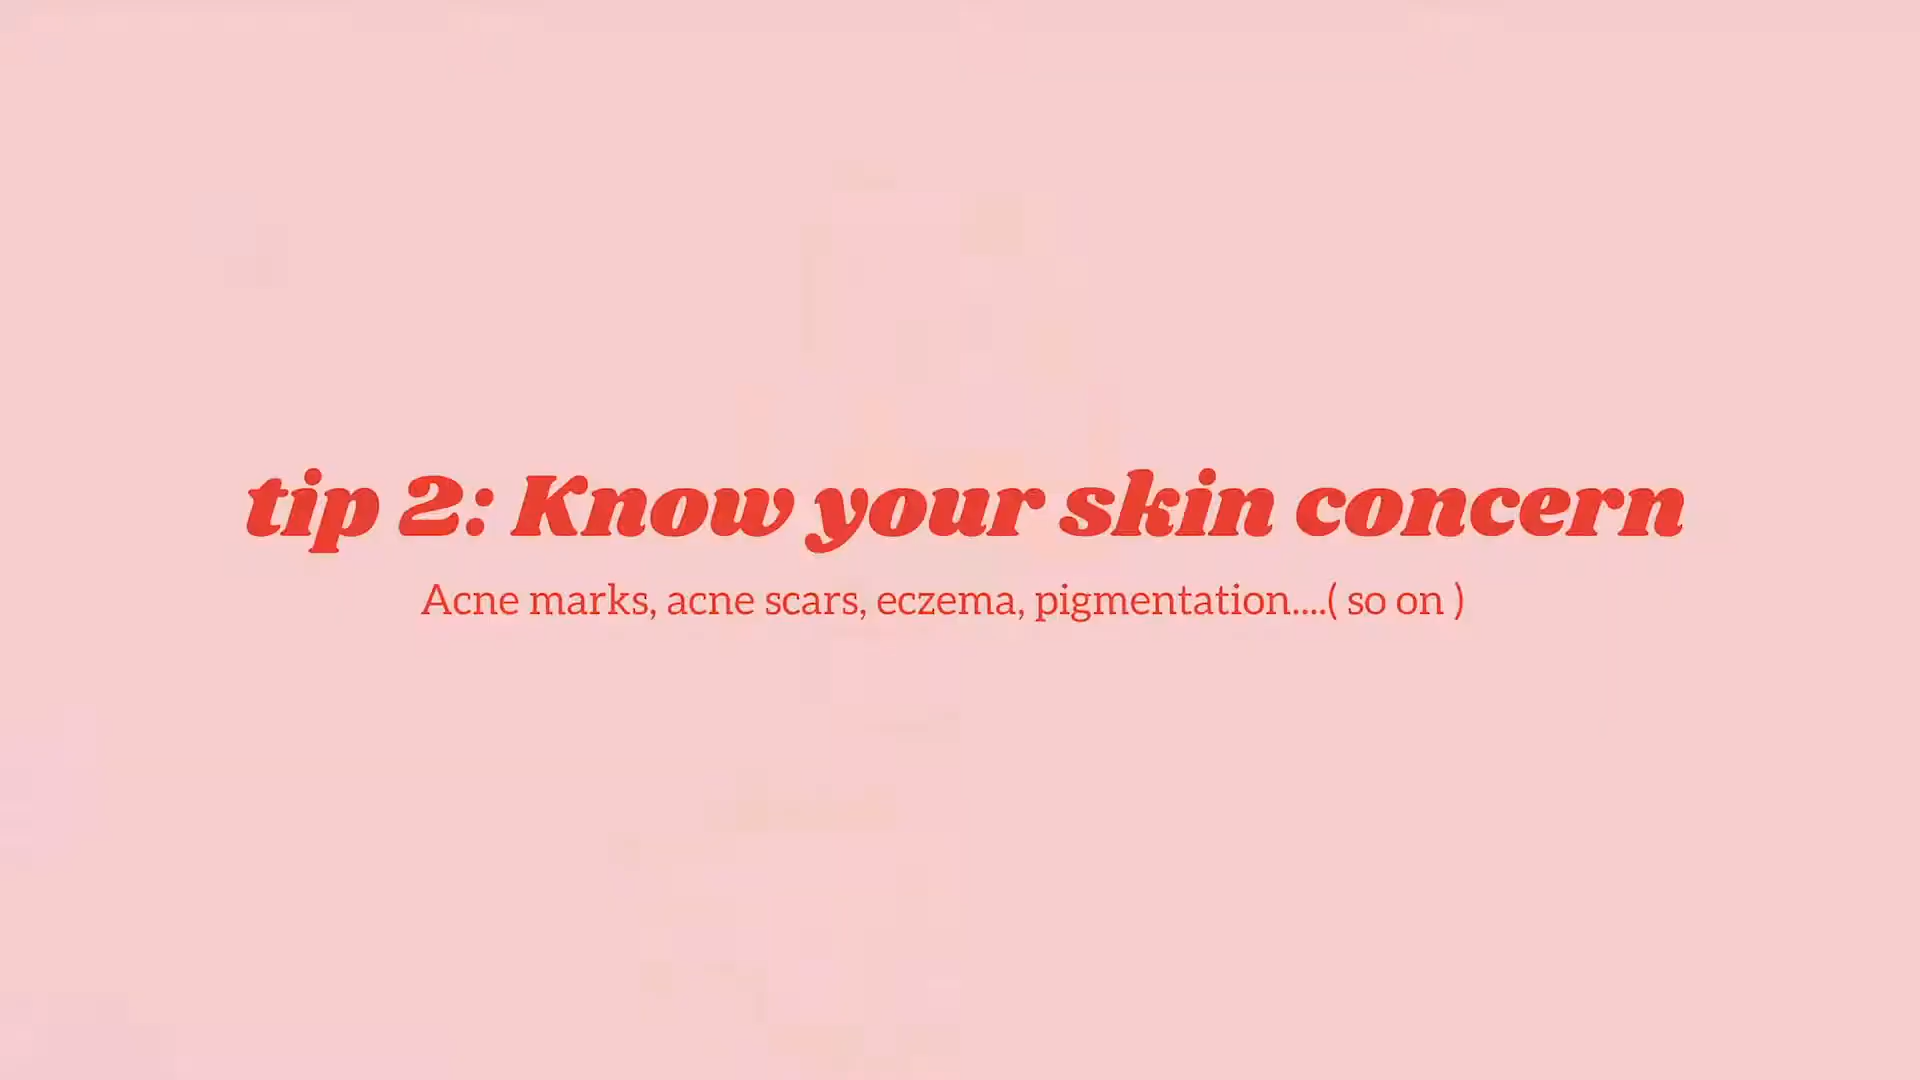 tip 2: Know your skin concern
Acne marks, acne scars, eczema, pigmentation....( so on )